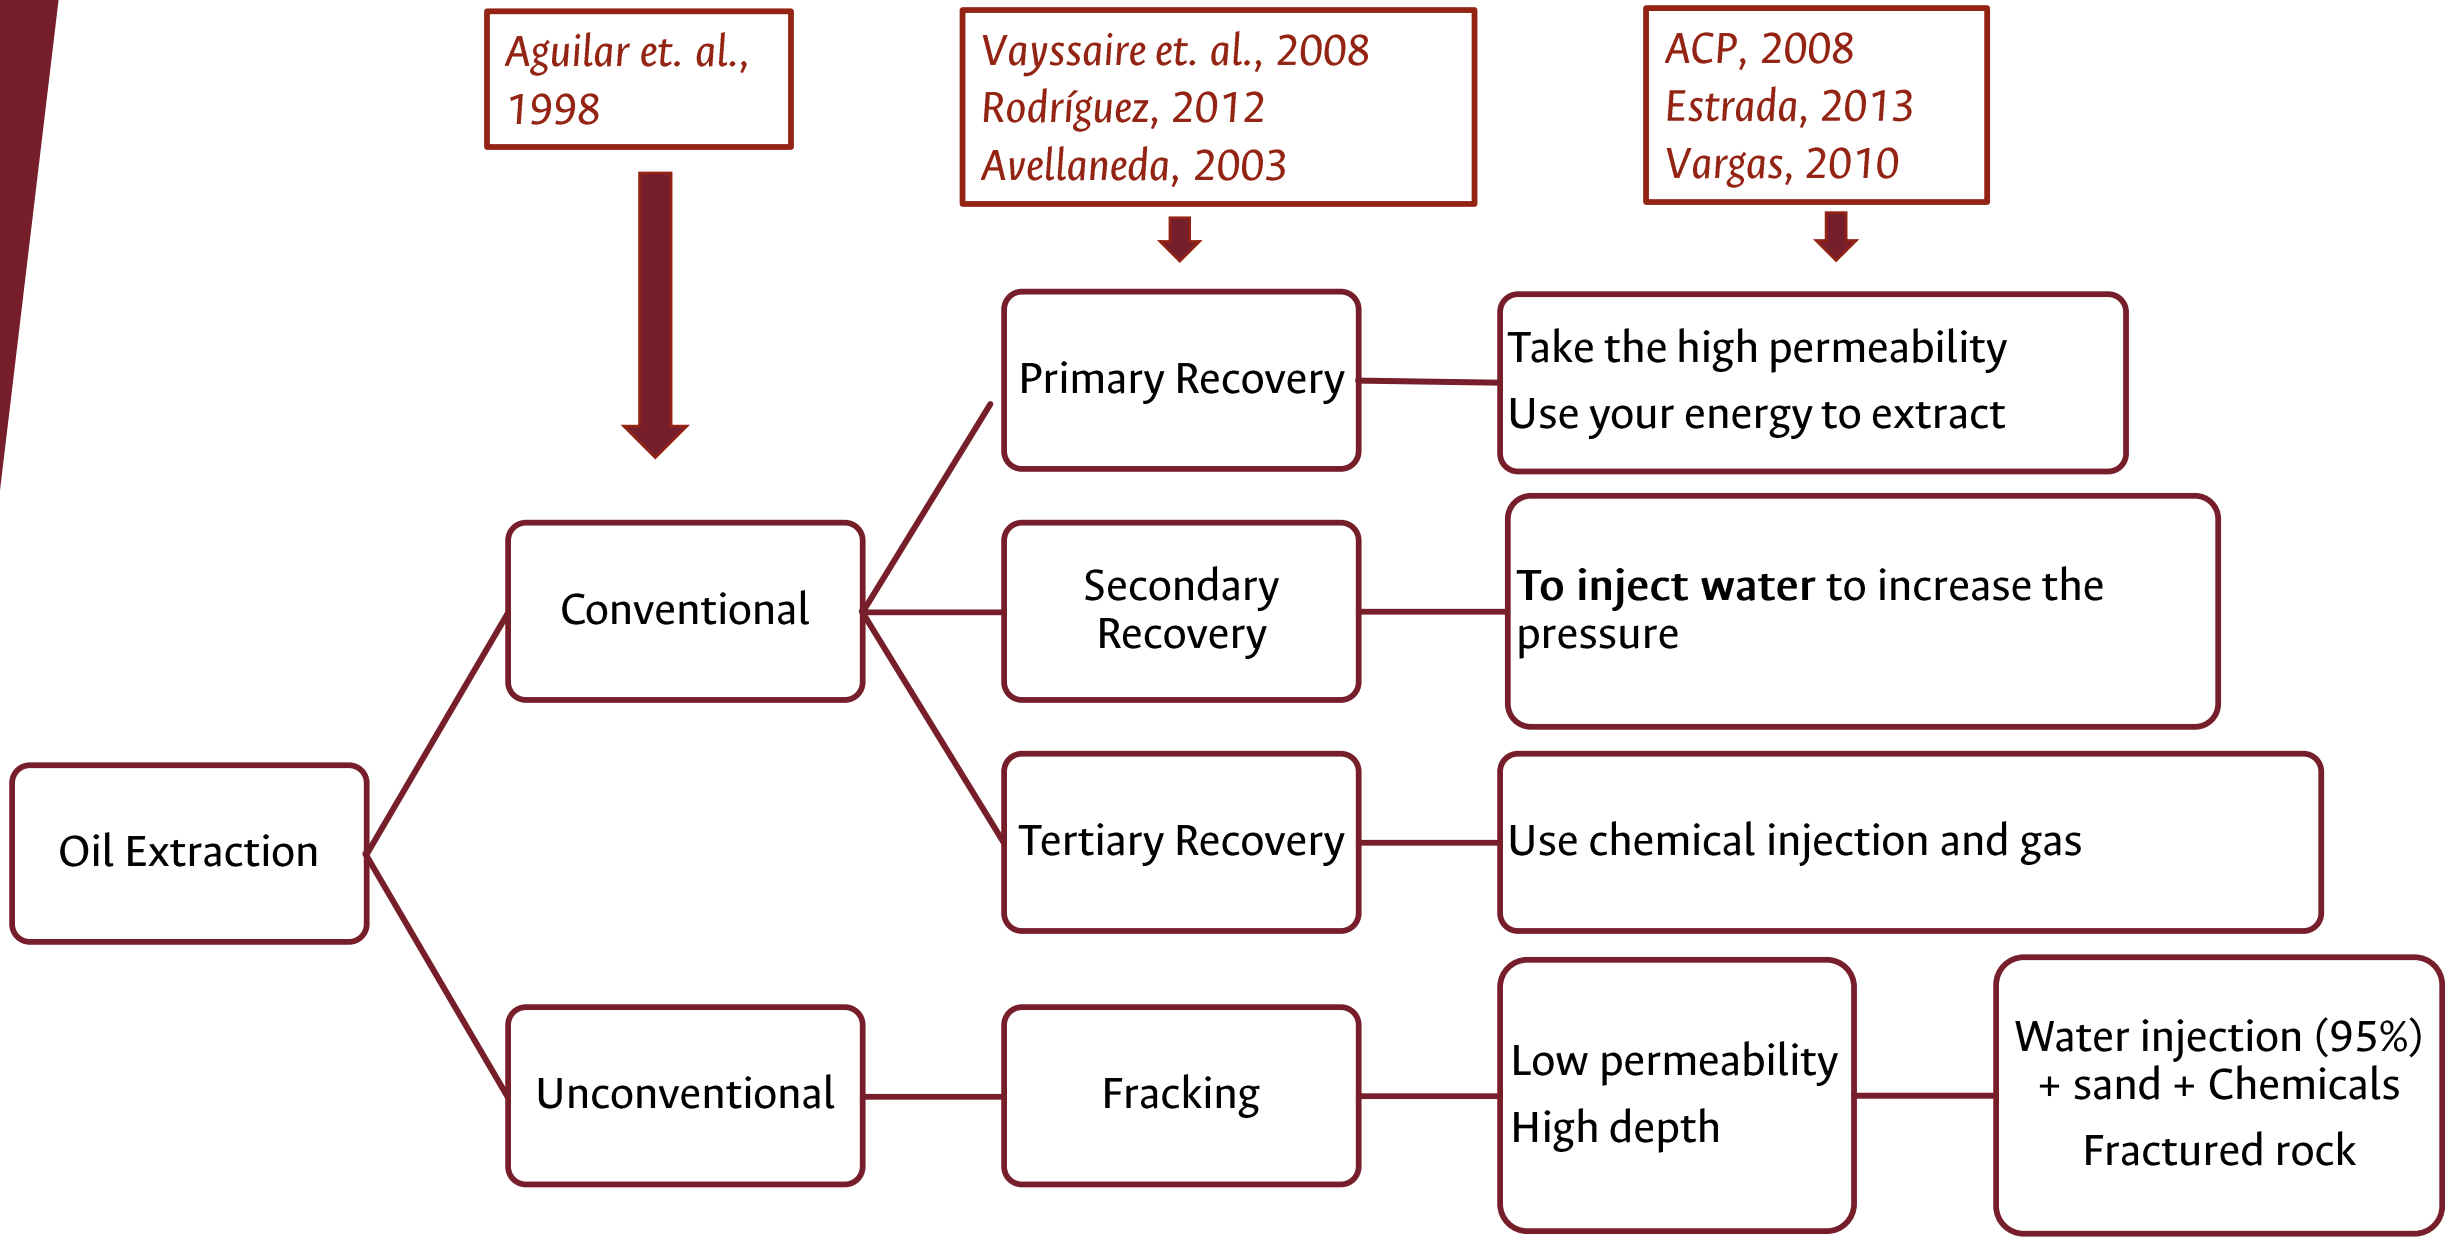 Aguilar et. al.,
1998
Vayssaire et. al., 2008
Rodríguez, 2012
Avellaneda, 2003
ACP, 2008
Estrada, 2013
Vargas, 2010
Primary Recovery
Take the high permeability
Use your energy to extract
Conventional
Secondary
Recovery
To inject water to increase the
pressure
Oil Extraction
Tertiary Recovery
Use chemical injection and gas
Unconventional
Fracking
Low permeability
High depth
Water injection (95%)
+ sand + Chemicals
Fractured rock